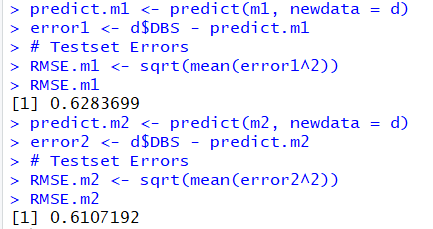 > predict.m1 <- predict(m1, newdata = d)
> error1 <- d$DBS - predict.m1
> # Testset Errors
> RMSE.m1 <- sqrt(mean(error1^2))
> RMSE.m1
[1] 0.6283699
> predict.m2 <- predict(m2, newdata = d)
> error2 <- d$DBS - predict.m2
> # Testset Errors
> RMSE.m2 <- sqrt(mean(error2^2))
> RMSE.m2
[1] 0.6107192